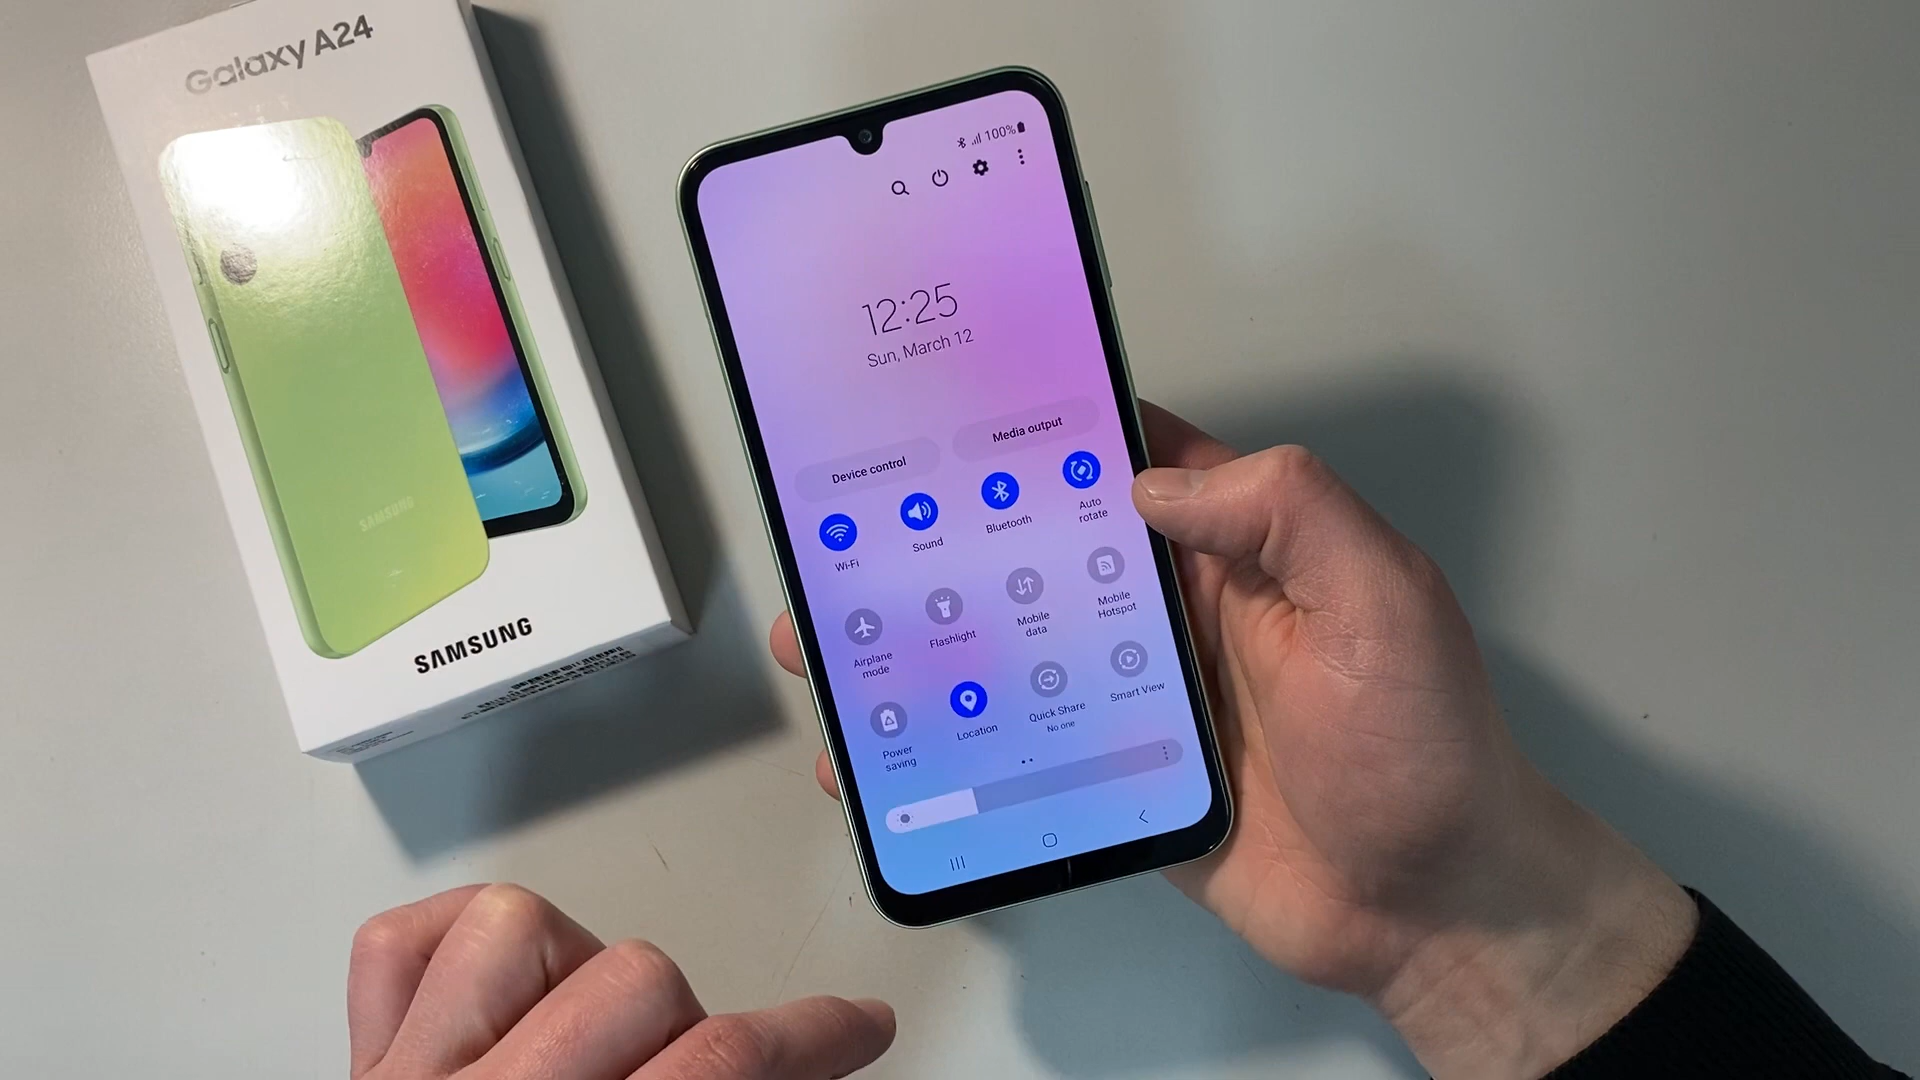 Galaxy A24
SAMSUNG
SAMSUNG
100%
12:25
Sun, March 12
Device control
Media output
Wi-Fi
Sound
Bluetooth
Auto
rotate
Airplane
mode
Flashlight
Mobile
data
Mobile
Hotspot
Power
saving
Location
Quick Share
No one
Smart View